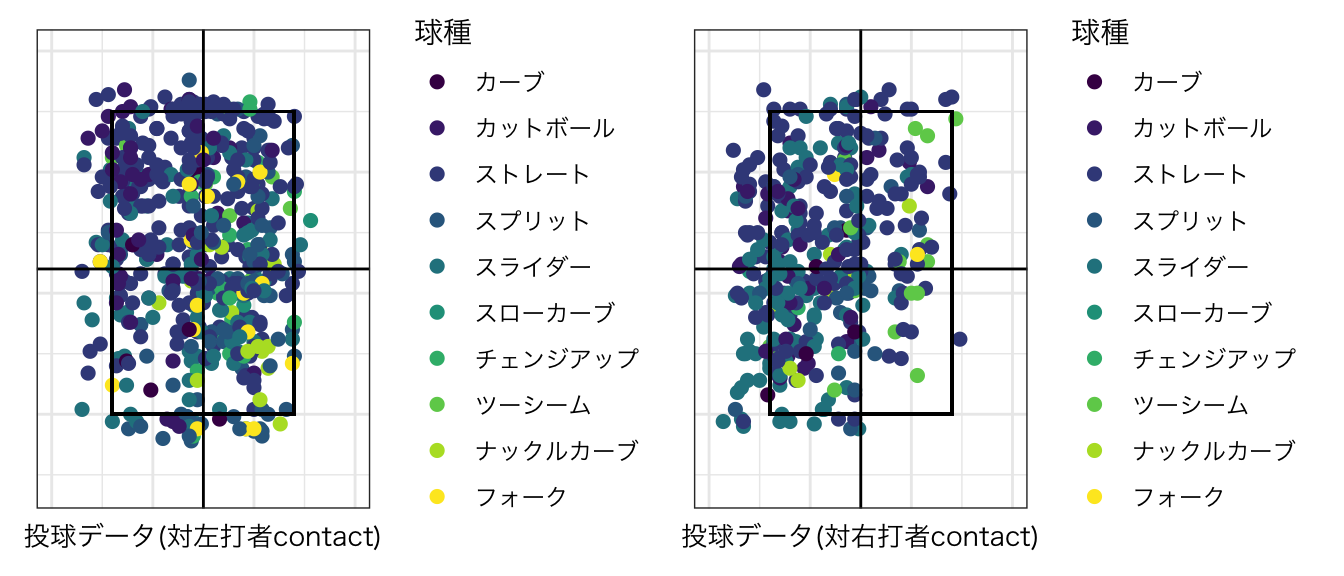 球種
カーブ
カットボール
ストレート
スプリット
スライダー
スローカーブ
チェンジアップ
ツーシーム
ナックルカーブ
フォーク
投球データ(対左打者contact)
球種
カーブ
カットボール
ストレート
スプリット
スライダー
スローカーブ
チェンジアップ
ツーシーム
ナックルカーブ
フォーク
投球データ(対右打者contact)